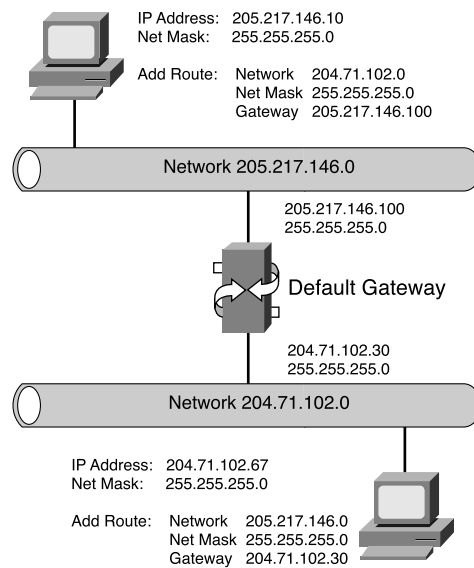 IP Address: 205.217.146.10
Net Mask: 255.255.255.0
Add Route: Network 204.71.102.0
Net Mask 255.255.255.0
Gateway 205.217.146.100
Network 205.217.146.0
205.217.146.100
255.255.255.0
Default Gateway
204.71.102.30
255.255.255.0
Network 204.71.102.0
IP Address: 204.71.102.67
Net Mask: 255.255.255.0
Add Route: Network 205.217.146.0
Net Mask 255.255.255.0
Gateway 204.71.102.30